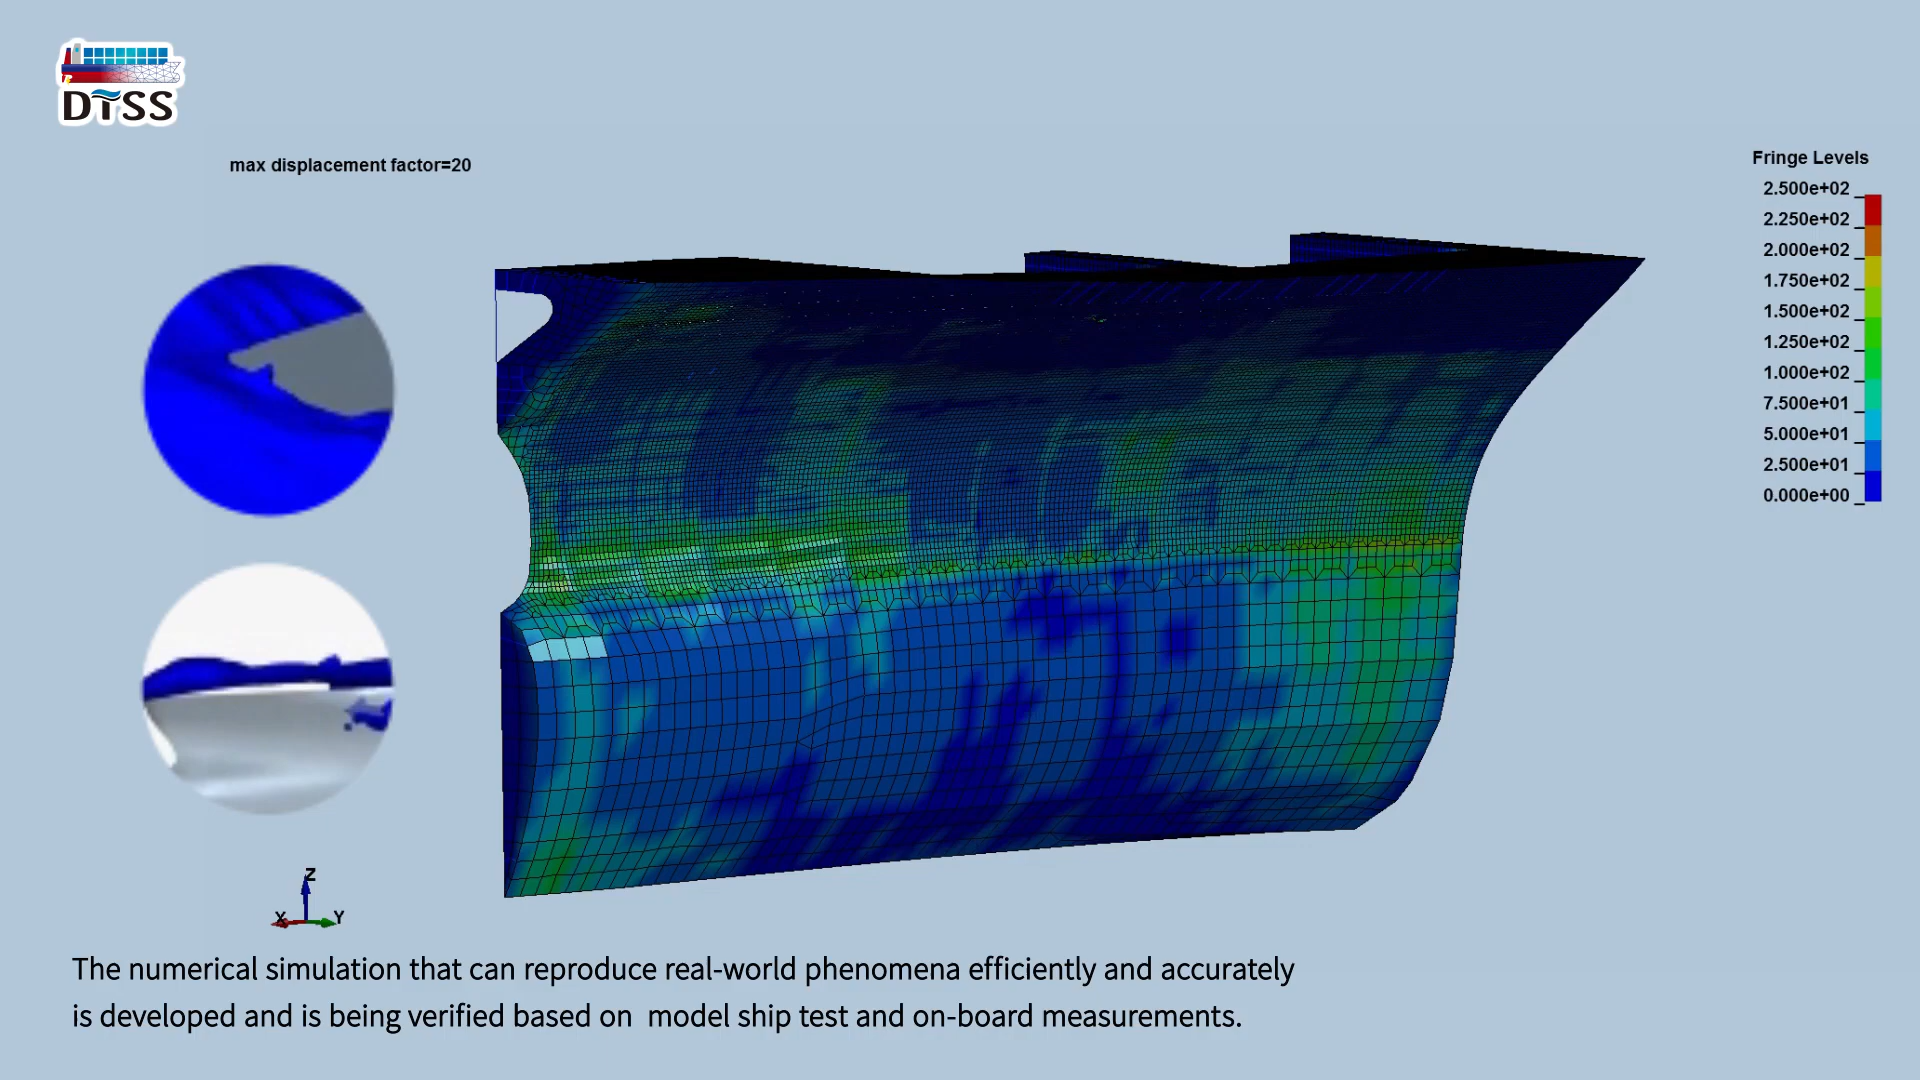 DTSS
max displacement factor=20
Fringe Levels
2.500e+02
2.250e+02
2.000e+02
1.750e+02
1.500e+02
1.250e+02
1.000e+02
7.500e+01
5.000e+01
2.500e+01
0.000e+00
Z
X
Y
The numerical simulation that can reproduce real-world phenomena efficiently and accurately
is developed and is being verified based on  model ship test and on-board measurements.